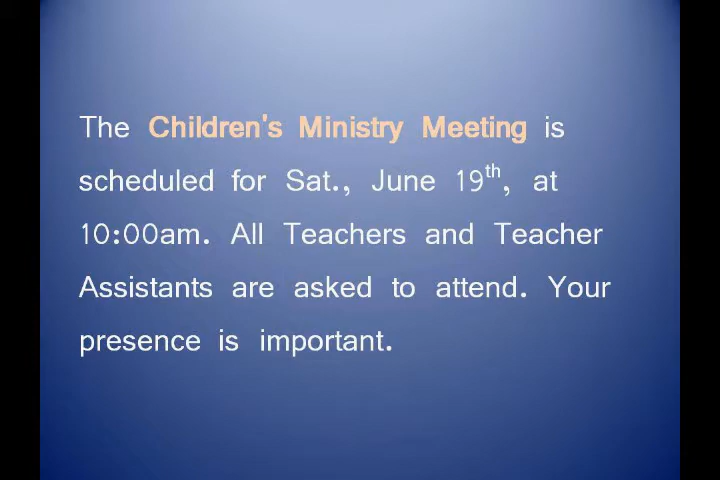 The Children's Ministry Meeting is
scheduled for Sat., June 19th, at
10:00am. All Teachers and Teacher
Assistants are asked to attend. Your
presence is important.